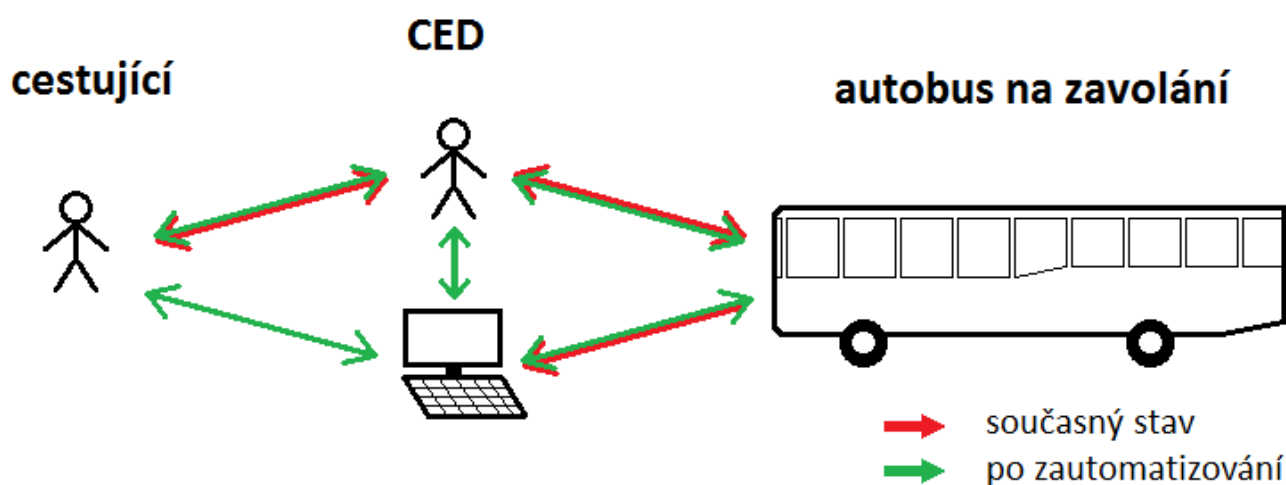 CED
cestující
autobus na zavolání
současný stav
po zautomatizování